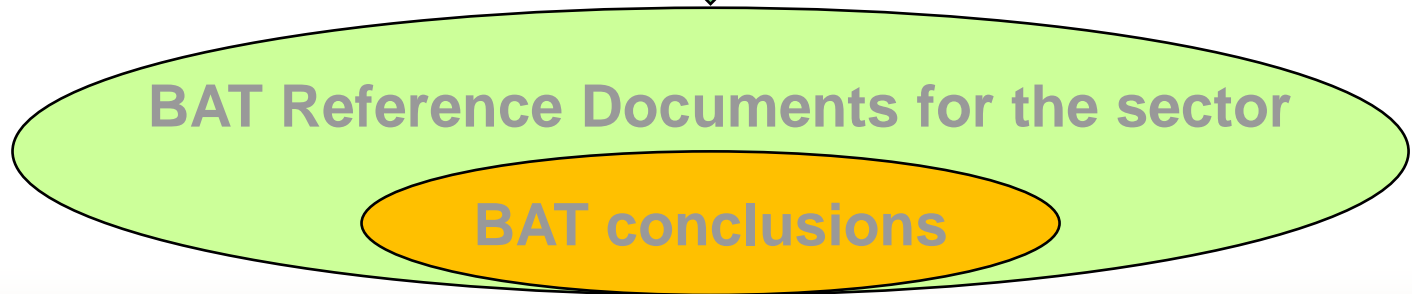 BAT Reference Documents for the sector
BAT conclusions